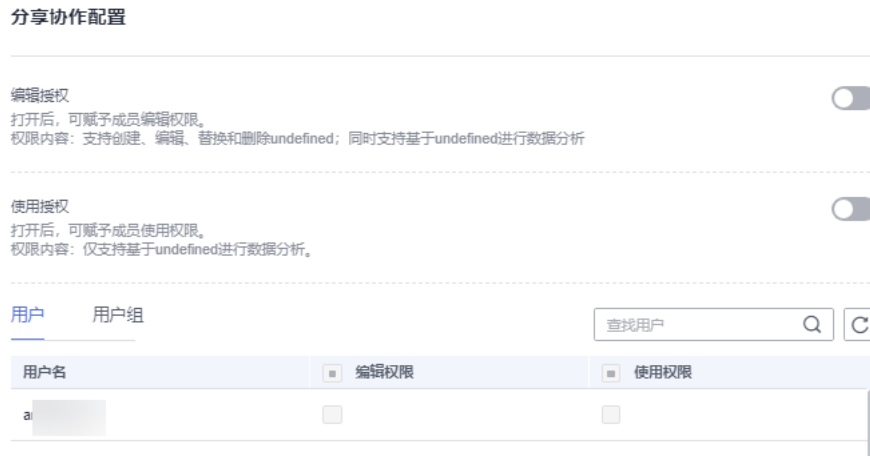 分享协作配置
编辑授权
打开后，可赋予成员编辑权限。
权限内容：支持创建、编辑、替换和删除undefined；同时支持基于undefined进行数据分析
使用授权
打开后，可赋予成员使用权限。
权限内容：仅支持基于undefined进行数据分析。
用户 用户组 查找用户
用户名 编辑权限 使用权限